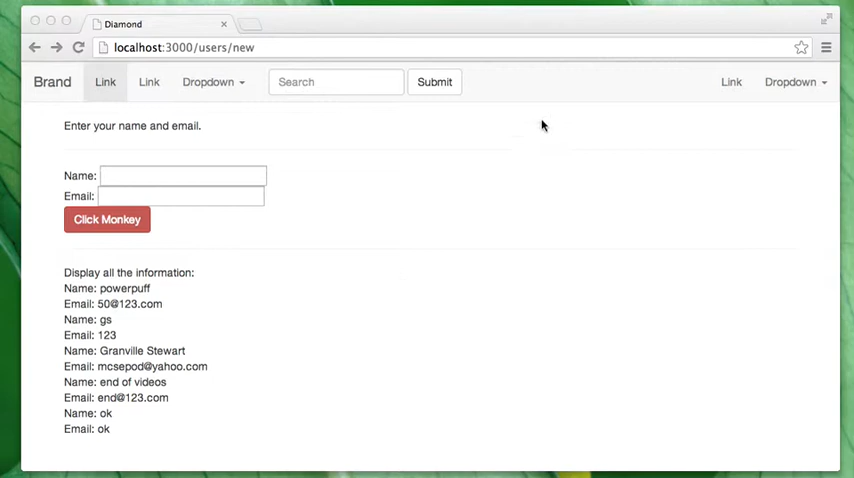 Diamond
localhost:3000/users/new
Brand Link Link Dropdown Search Submit Link Dropdown
Enter your name and email.
Name:
Email:
Click Monkey
Display all the information:
Name: powerpuff
Email: 50@123.com
Name: gs
Email: 123
Name: Granville Stewart
Email: mcsepod@yahoo.com
Name: end of videos
Email: end@123.com
Name: ok
Email: ok